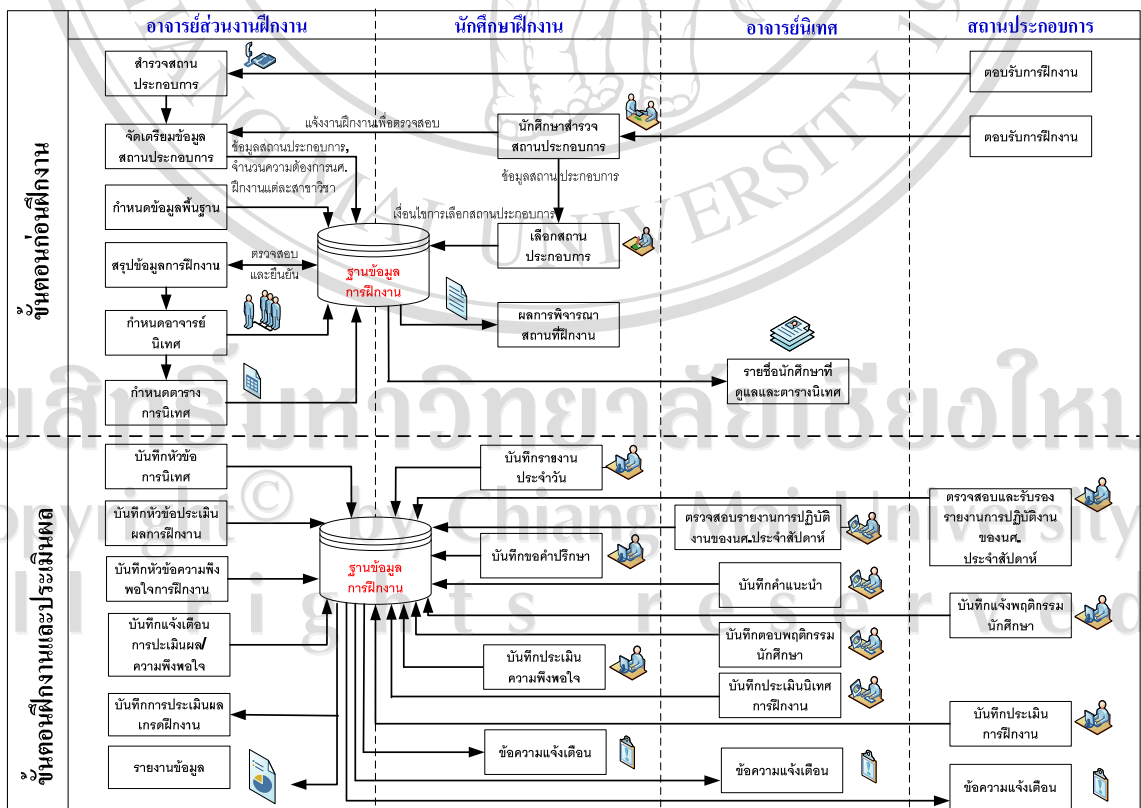 อาจารย์ส่วนงานฝึกงาน
นักศึกษาฝึกงาน
อาจารย์นิเทศ
สถานประกอบการ
ขั้นตอนก่อนฝึกงาน
สำรวจสถาน
ประกอบการ
ตอบรับการฝึกงาน
จัดเตรียมข้อมูล
สถานประกอบการ
แจ้งงานฝึกงานเพื่อตรวจสอบ
นักศึกษาสำรวจ
สถานประกอบการ
ตอบรับการฝึกงาน
ข้อมูลสถานประกอบการ,
จำนวนความต้องการนศ.
ฝึกงานแต่ละสาขาวิชา
ข้อมูลสถานประกอบการ
กำหนดข้อมูลพื้นฐาน
เงื่อนไขการเลือกสถานประกอบการ
เลือกสถาน
ประกอบการ
สรุปข้อมูลการฝึกงาน
ตรวจสอบ
และยืนยัน
ฐานข้อมูล
การฝึกงาน
กำหนดอาจารย์
นิเทศ
ผลการพิจารณา
สถานที่ฝึกงาน
กำหนดตาราง
การนิเทศ
รายชื่อนักศึกษาที่
ดูแลและตารางนิเทศ
ขั้นตอนฝึกงานและประเมินผล
บันทึกหัวข้อ
การนิเทศ
บันทึกรายงาน
ประจำวัน
บันทึกหัวข้อประเมิน
ผลการฝึกงาน
ตรวจสอบรายงานการปฏิบัติ
งานของนศ.ประจำสัปดาห์
ตรวจสอบและรับรอง
รายงานการปฏิบัติงาน
ของนศ.
ประจำสัปดาห์
บันทึกหัวข้อความพึง
พอใจการฝึกงาน
ฐานข้อมูล
การฝึกงาน
บันทึกขอคำปรึกษา
บันทึกคำแนะนำ
บันทึกแจ้งพฤติกรรม
นักศึกษา
บันทึกแจ้งเตือน
การประเมินผล/
ความพึงพอใจ
บันทึกตอบพฤติกรรม
นักศึกษา
บันทึกประเมิน
ความพึงพอใจ
บันทึกประเมินนิเทศ
การฝึกงาน
บันทึกการประเมินผล
เกรดฝึกงาน
บันทึกประเมิน
การฝึกงาน
ข้อความแจ้งเตือน
รายงานข้อมูล
ข้อความแจ้งเตือน
ข้อความแจ้งเตือน
CHIANG MAI UNIVERSITY 19
ขสิทธิ์มหาวิทยาลัยเชียงใหม
opyright© by Chiang Mai University
ll rights reserved